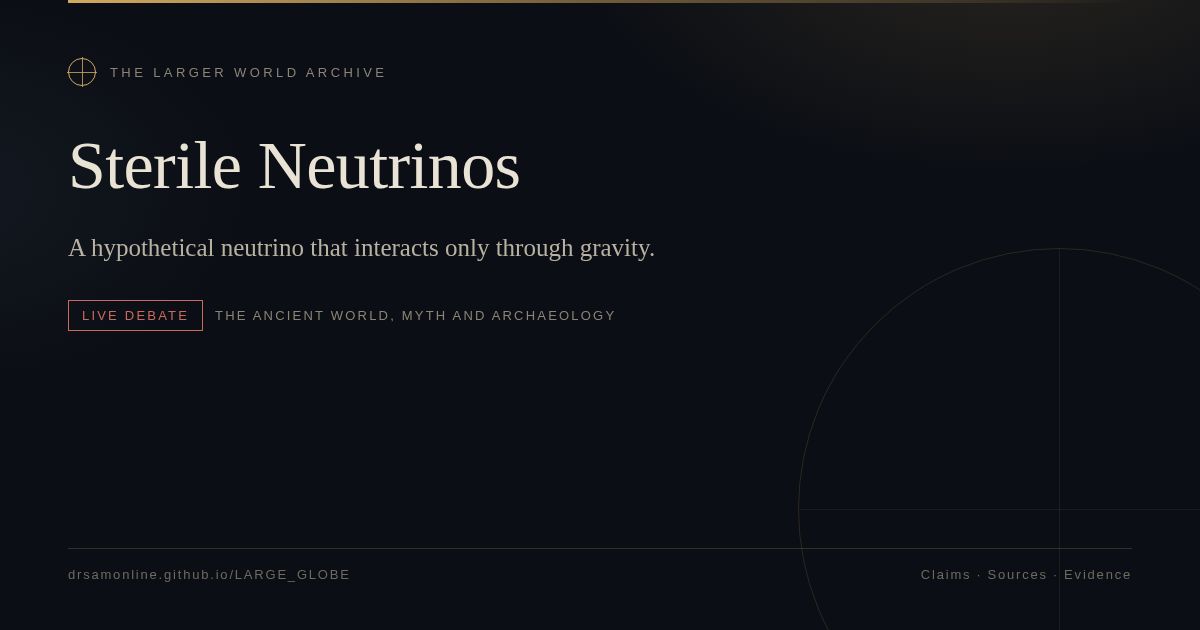 THE LARGER WORLD ARCHIVE
Sterile Neutrinos
A hypothetical neutrino that interacts only through gravity.
LIVE DEBATE THE ANCIENT WORLD, MYTH AND ARCHAEOLOGY
drsamonline.github.io/LARGE_GLOBE
Claims · Sources · Evidence